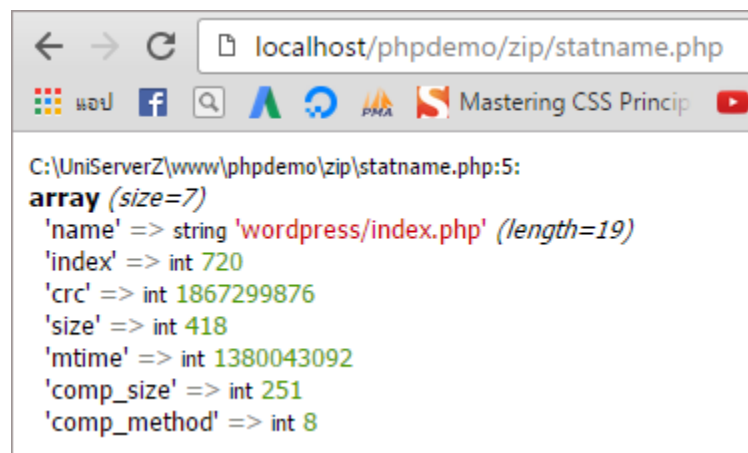 localhost/phpdemo/zip/statname.php
แอป PMA Mastering CSS Princip
C:\UniServerZ\www\phpdemo\zip\statname.php:5:
array (size=7)
'name' => string 'wordpress/index.php' (length=19)
'index' => int 720
'crc' => int 1867299876
'size' => int 418
'mtime' => int 1380043092
'comp_size' => int 251
'comp_method' => int 8